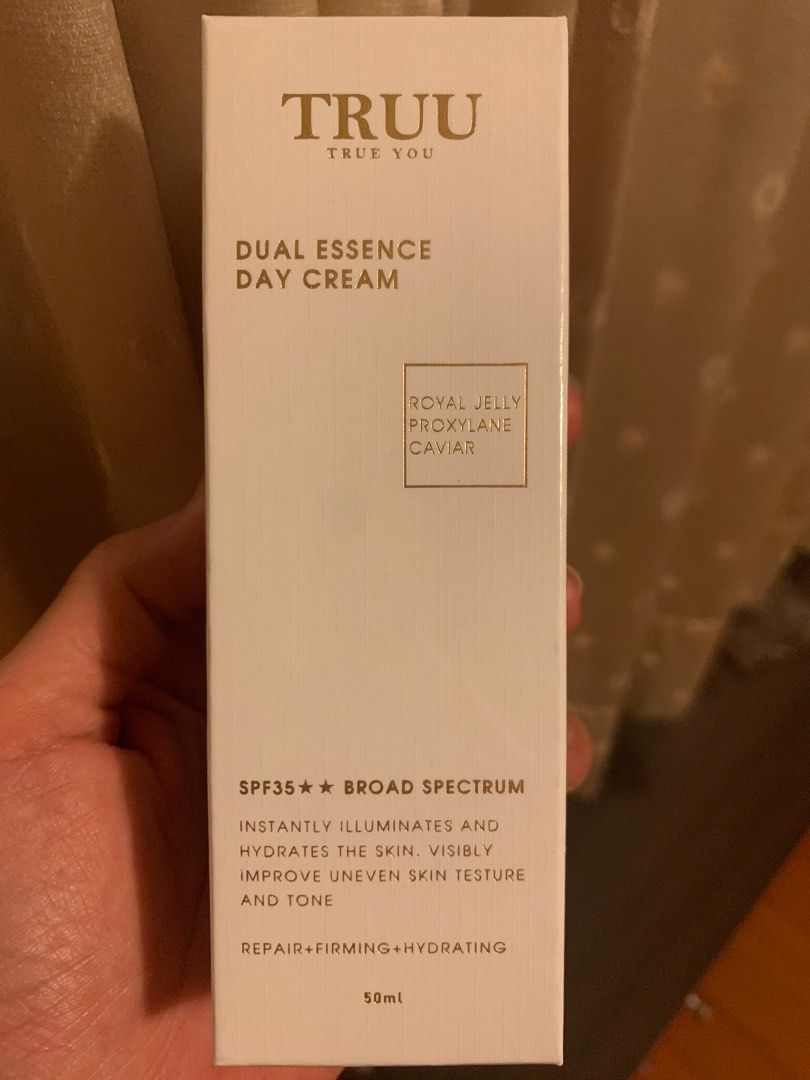 TRUU
TRUE YOU
DUAL ESSENCE
DAY CREAM
ROYAL JELLY
PROXYLANE
CAVIAR
SPF35★★ BROAD SPECTRUM
INSTANTLY ILLUMINATES AND
HYDRATES THE SKIN. VISIBLY
IMPROVE UNEVEN SKIN TESTURE
AND TONE
REPAIR+FIRMING+HYDRATING
50ml